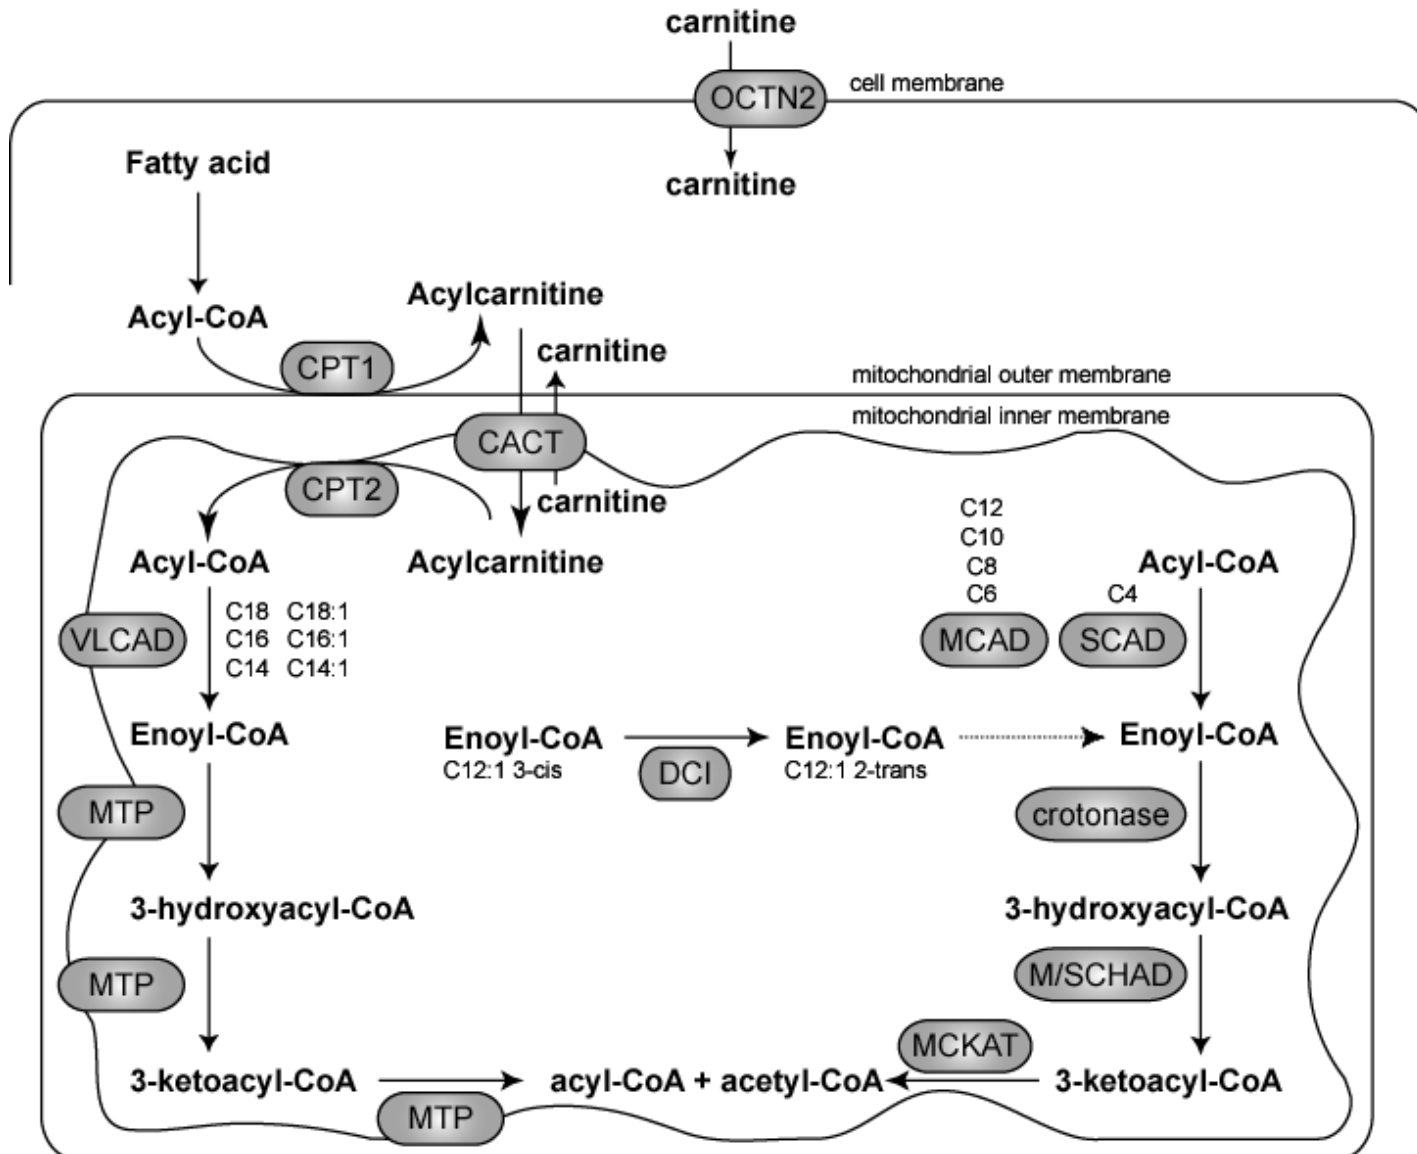 carnitine
OCTN2
cell membrane
Fatty acid
carnitine
Acyl-CoA
Acylcarnitine
CPT1
carnitine
mitochondrial outer membrane
mitochondrial inner membrane
CACT
CPT2
carnitine
Acyl-CoA
Acylcarnitine
C12
C10
C8
C6
C4
Acyl-CoA
VLCAD
C18 C18:1
C16 C16:1
C14 C14:1
MCAD
SCAD
Enoyl-CoA
Enoyl-CoA
C12:1 3-cis
DCI
Enoyl-CoA
C12:1 2-trans
Enoyl-CoA
MTP
crotonase
3-hydroxyacyl-CoA
3-hydroxyacyl-CoA
MTP
M/SCHAD
MCKAT
3-ketoacyl-CoA
acyl-CoA + acetyl-CoA
3-ketoacyl-CoA
MTP